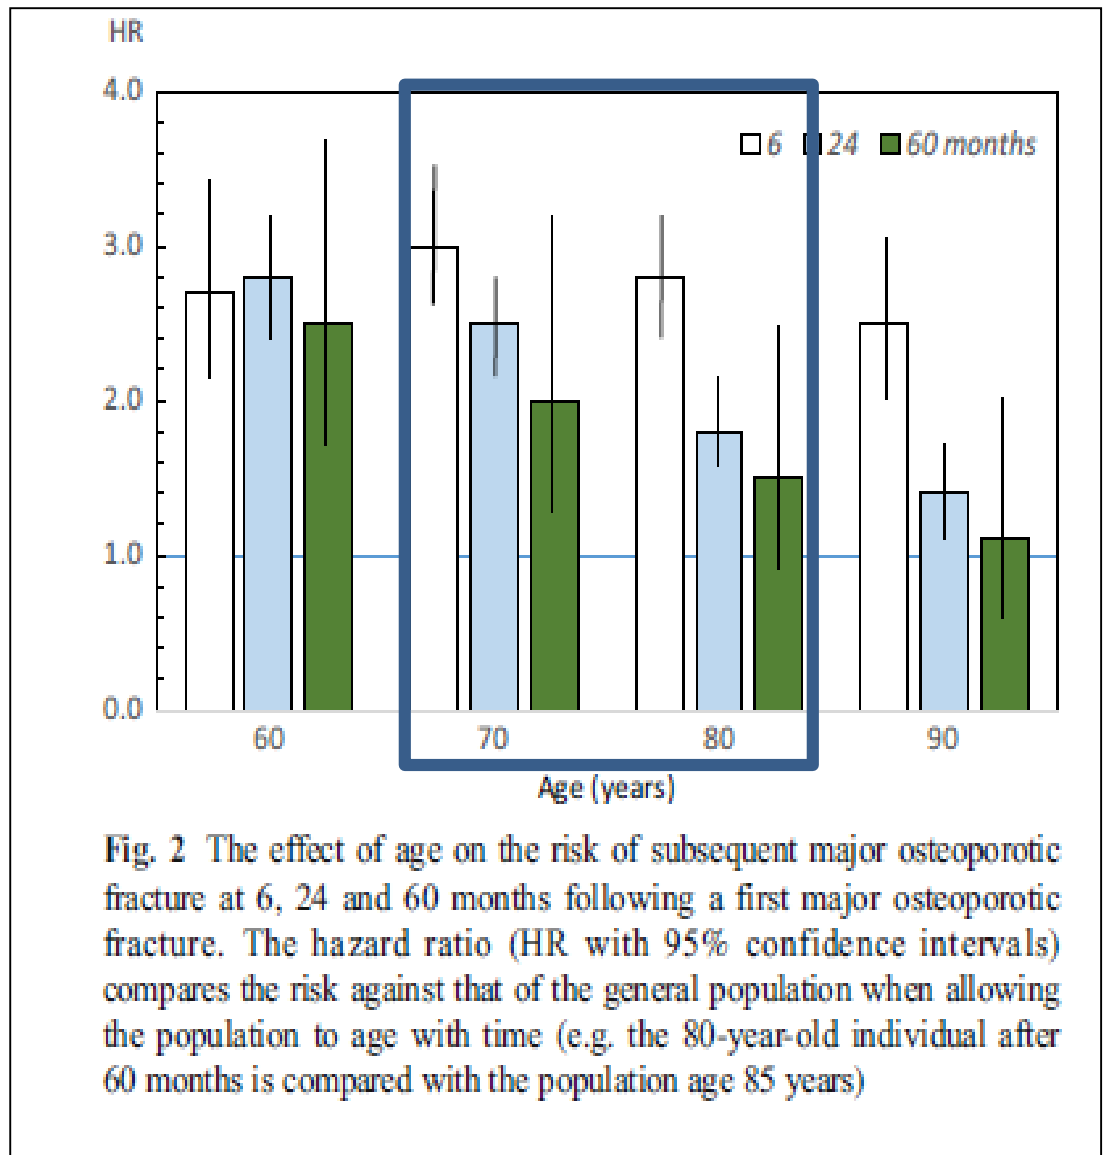 HR
4.0
6 24 60 months
3.0
2.0
1.0
0.0
60 70 80 90
Age (years)
Fig. 2 The effect of age on the risk of subsequent major osteoporotic
fracture at 6, 24 and 60 months following a first major osteoporotic
fracture. The hazard ratio (HR with 95% confidence intervals)
compares the risk against that of the general population when allowing
the population to age with time (e.g. the 80-year-old individual after
60 months is compared with the population age 85 years)